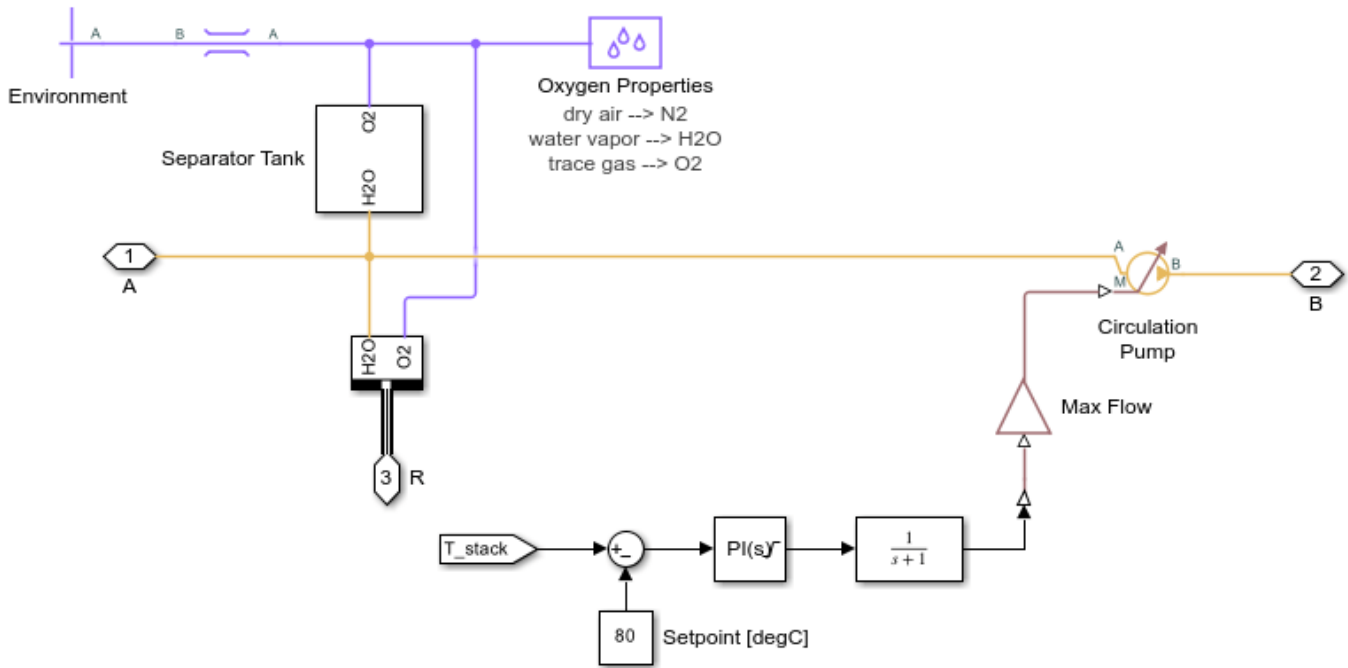 A
B
A
Environment
Oxygen Properties
dry air --> N2
water vapor --> H2O
trace gas --> O2
O2
Separator Tank
H2O
1
A
A
B
M
2
B
Circulation
Pump
H2O
O2
Max Flow
3
R
T_stack
+
-
PI(s)
1
s + 1
80
Setpoint [degC]